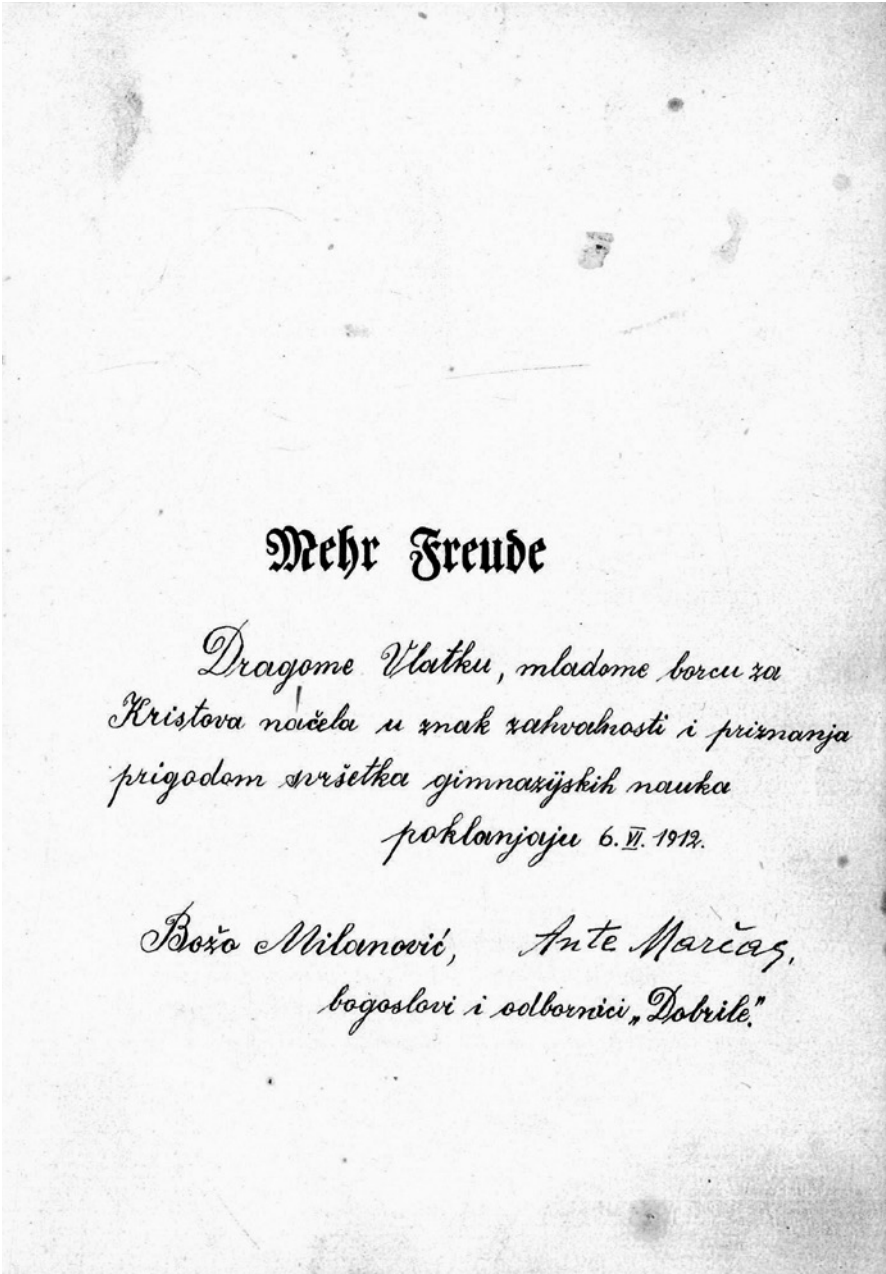 Mehr Freude
Dragome Vlatku, mladome borcu za
Kristova načela u znak zahvalnosti i priznanja
prigodom svršetka gimnazijskih nauka
poklanjaju 6. VI. 1912.
Božo Milanović, Ante
bogoslovi i odbornici „Dobrile."